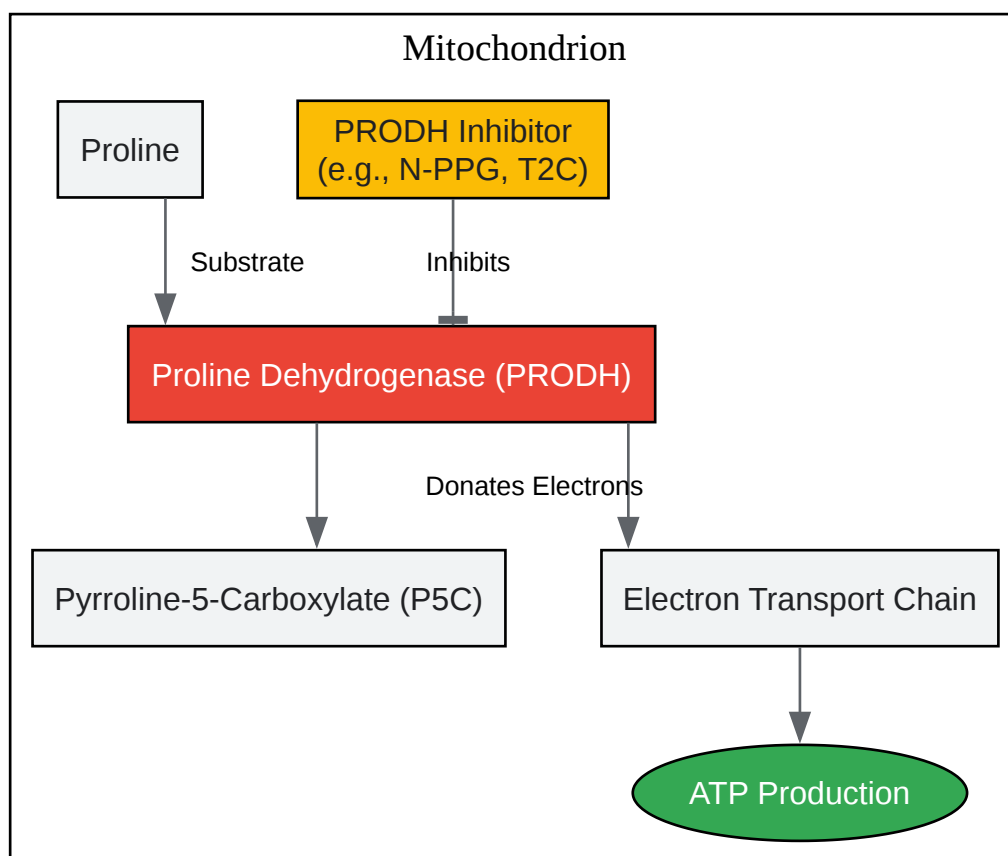 Mitochondrion
Proline
PRODH Inhibitor
(e.g., N-PPG, T2C)
Substrate
Inhibits
Proline Dehydrogenase (PRODH)
Donates Electrons
Pyrroline-5-Carboxylate (P5C)
Electron Transport Chain
ATP Production